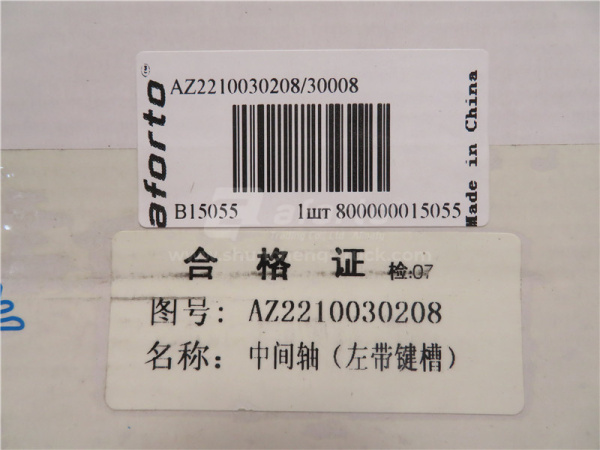 aforto™
AZ2210030208/30008
B15055 1шт 800000015055
Made in China
合格证 检:07
图号: AZ2210030208
名称: 中间轴（左带键槽）